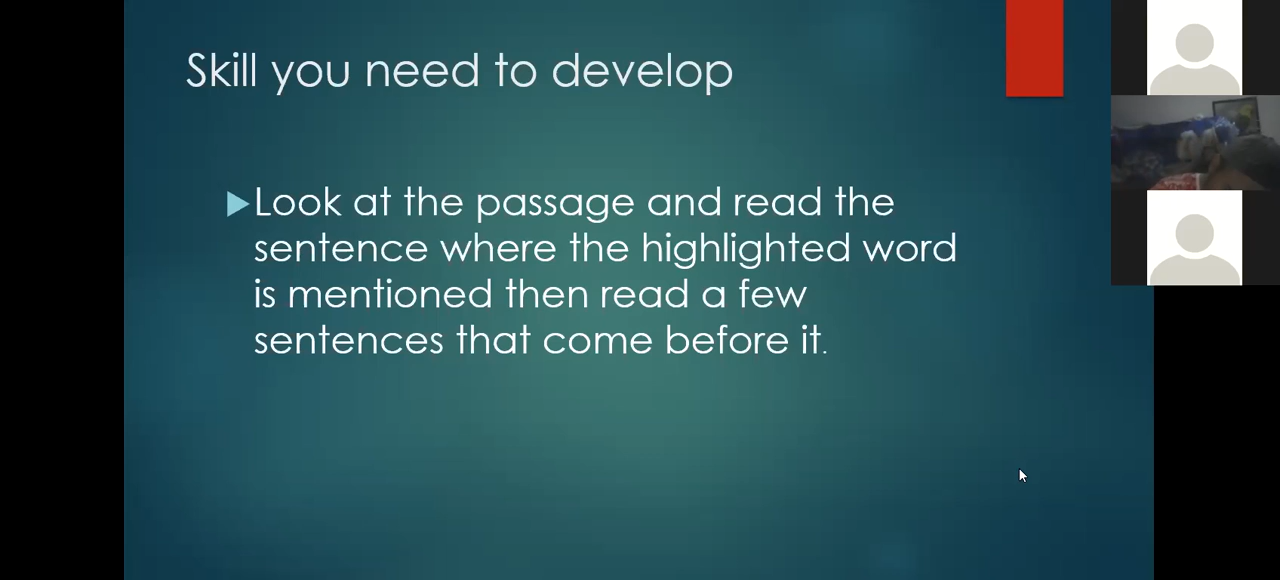 Skill you need to develop
Look at the passage and read the
sentence where the highlighted word
is mentioned then read a few
sentences that come before it.